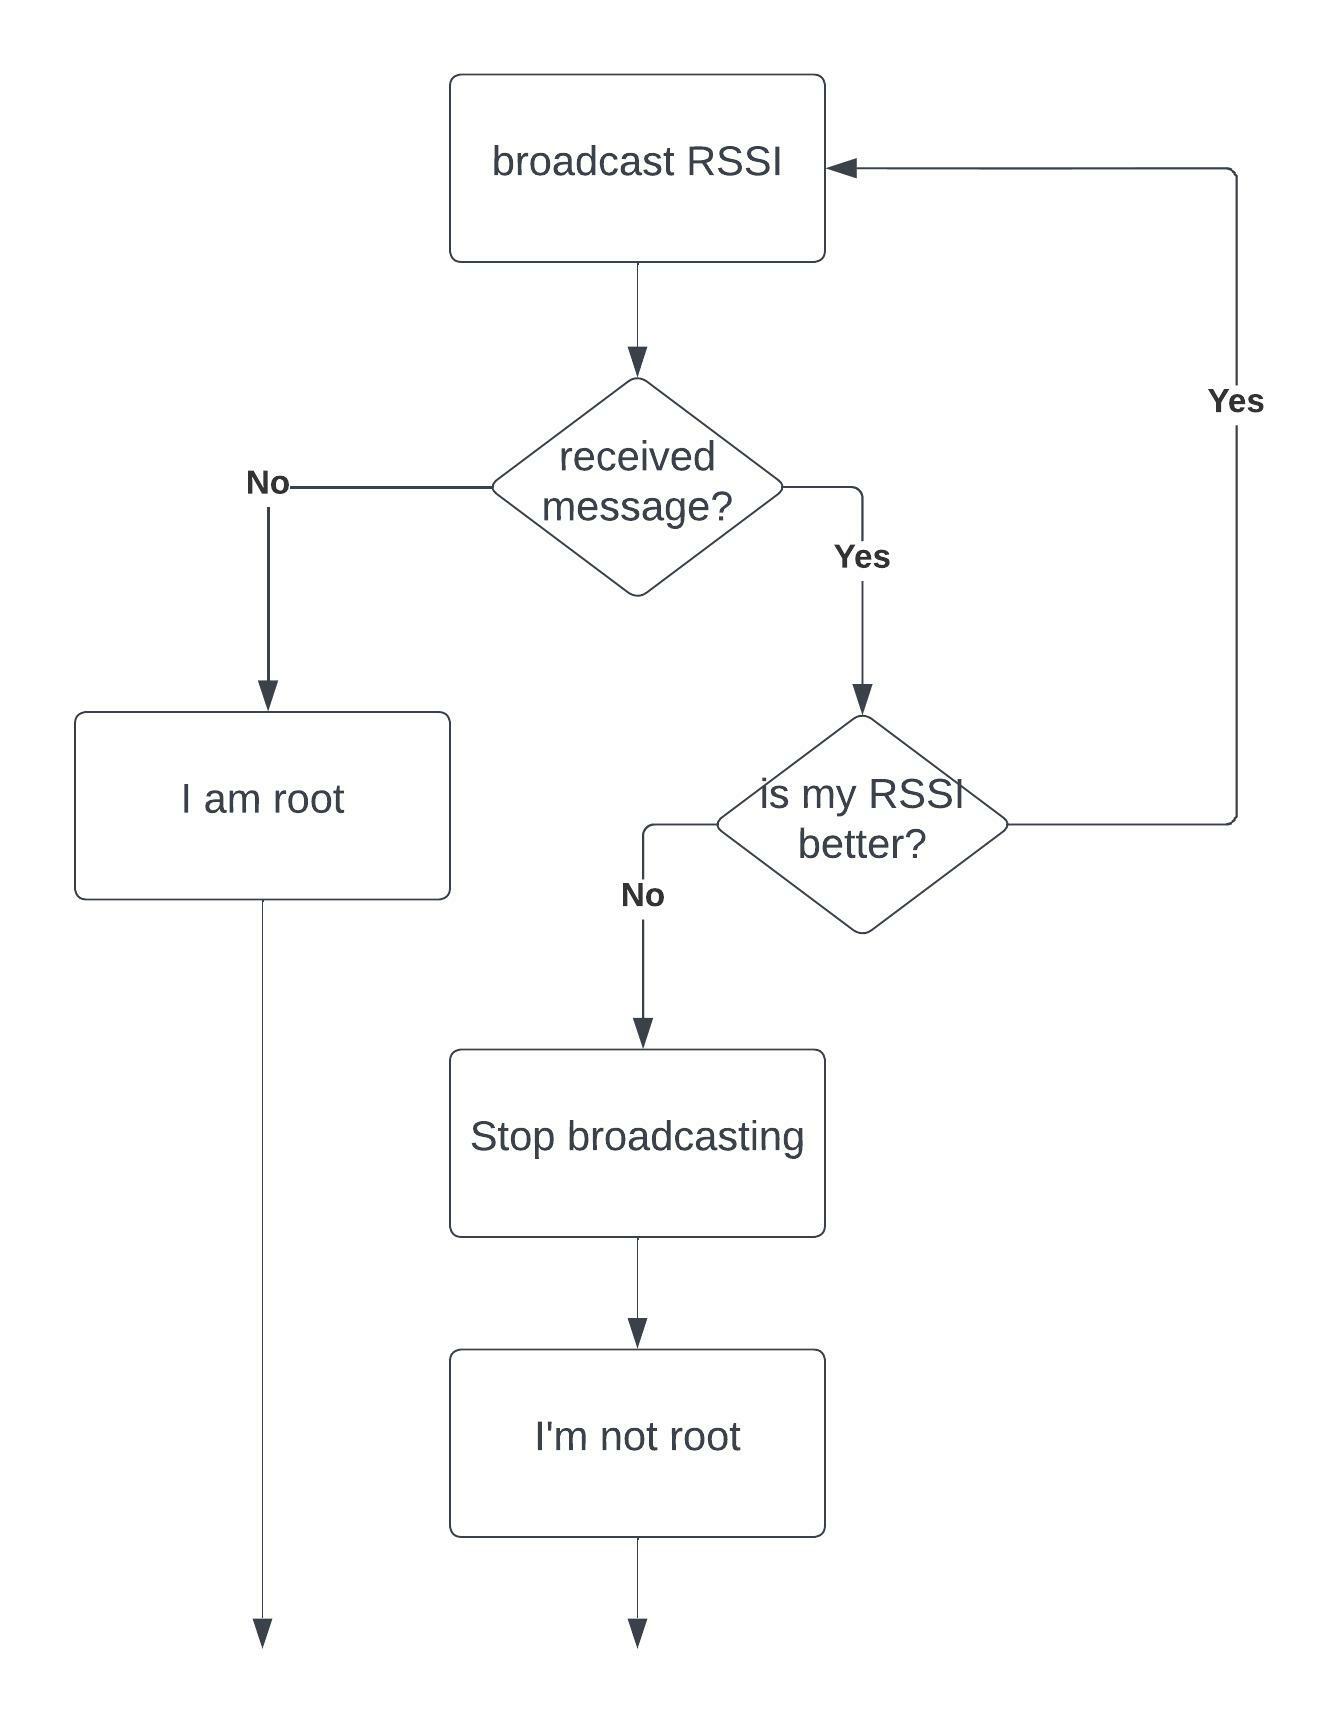 broadcast RSSI
Yes
received
message?
No
Yes
I am root
is my RSSI
better?
No
Stop broadcasting
I'm not root